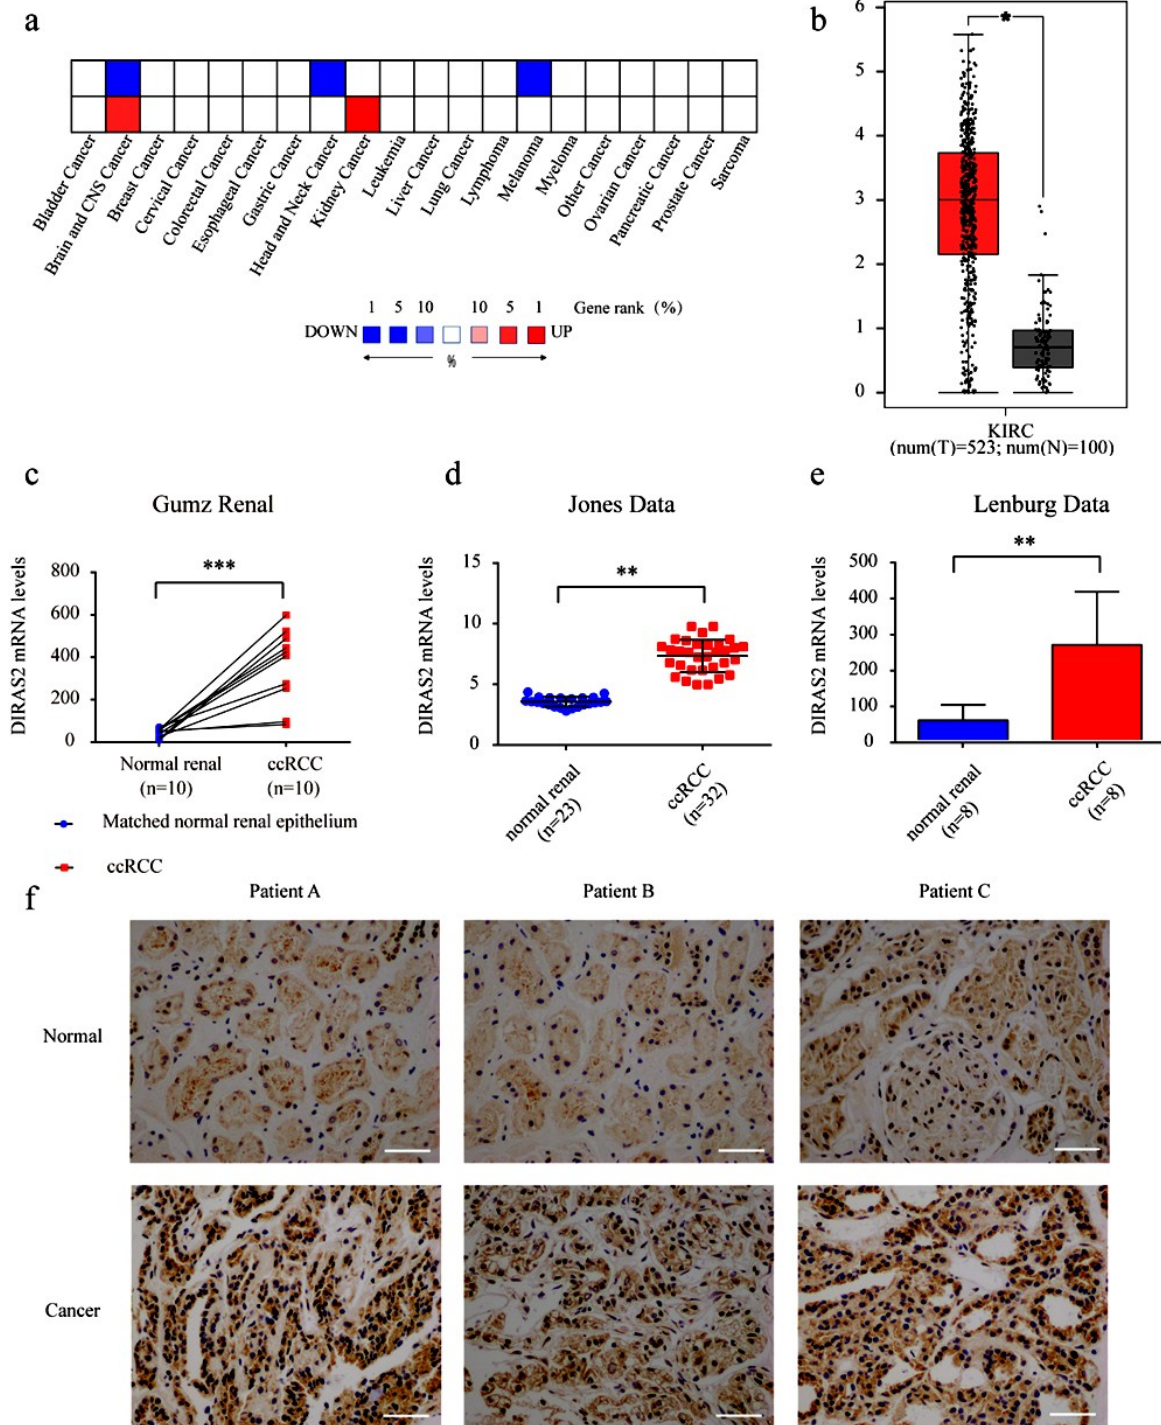 a
Bladder Cancer
Brain and CNS Cancer
Breast Cancer
Cervical Cancer
Colorectal Cancer
Esophageal Cancer
Gastric Cancer
Head and Neck Cancer
Kidney Cancer
Leukemia
Liver Cancer
Lung Cancer
Lymphoma
Melanoma
Myeloma
Other Cancer
Ovarian Cancer
Pancreatic Cancer
Prostate Cancer
Sarcoma
1 5 10 10 5 1 Gene rank (%)
DOWN UP
%
b
*
6
5
4
3
2
1
0
KIRC
(num(T)=523; num(N)=100)
c
Gumz Renal
DIRAS2 mRNA levels
***
800
600
400
200
0
Normal renal
(n=10)
ccRCC
(n=10)
Matched normal renal epithelium
ccRCC
d
Jones Data
DIRAS2 mRNA levels
**
15
10
5
0
normal renal
(n=23)
ccRCC
(n=32)
e
Lenburg Data
DIRAS2 mRNA levels
**
500
400
300
200
100
0
normal renal
(n=8)
ccRCC
(n=8)
f
Patient A Patient B Patient C
Normal
Cancer